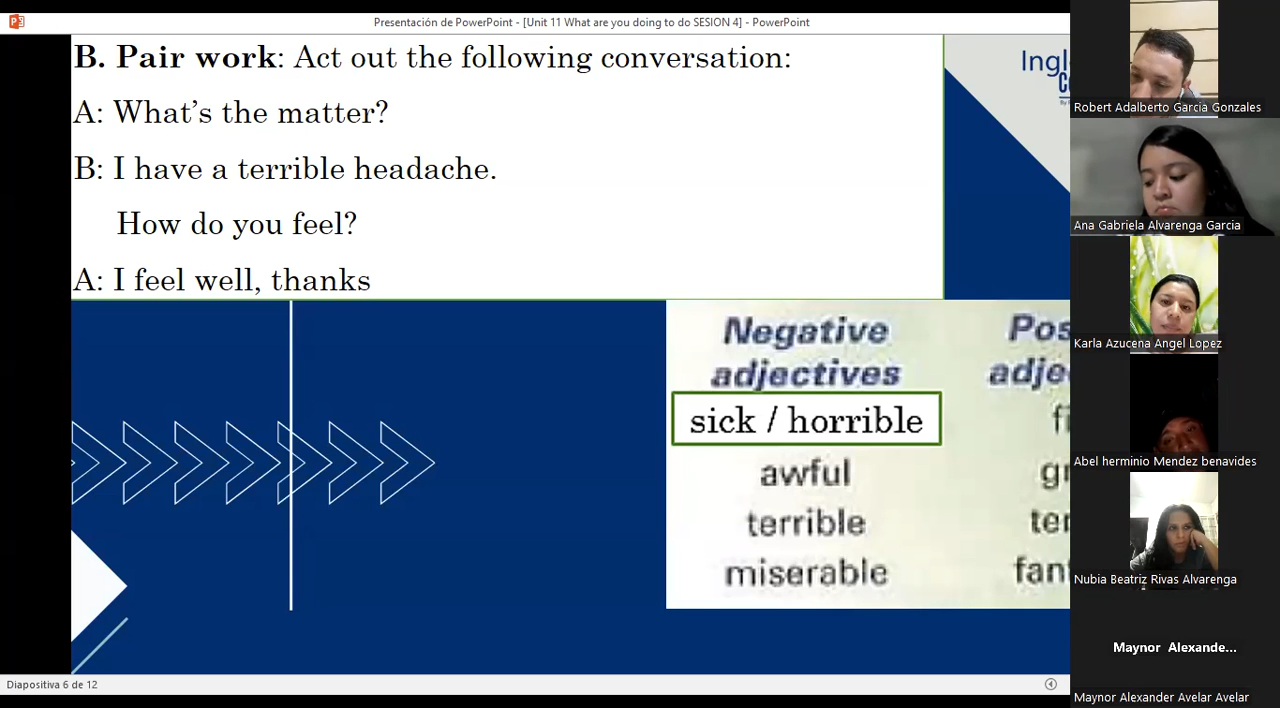 Presentación de PowerPoint - [Unit 11 What are you doing to do SESION 4] - PowerPoint
B. Pair work: Act out the following conversation:
A: What's the matter?
B: I have a terrible headache.
How do you feel?
A: I feel well, thanks
Negative
adjectives
sick / horrible
awful
terrible
miserable
Diapositiva 6 de 12
Robert Adalberto Garcia Gonzales
Ana Gabriela Alvarenga Garcia
Karla Azucena Angel Lopez
Abel herminio Mendez benavides
Nubia Beatriz Rivas Alvarenga
Maynor Alexande...
Maynor Alexander Avelar Avelar